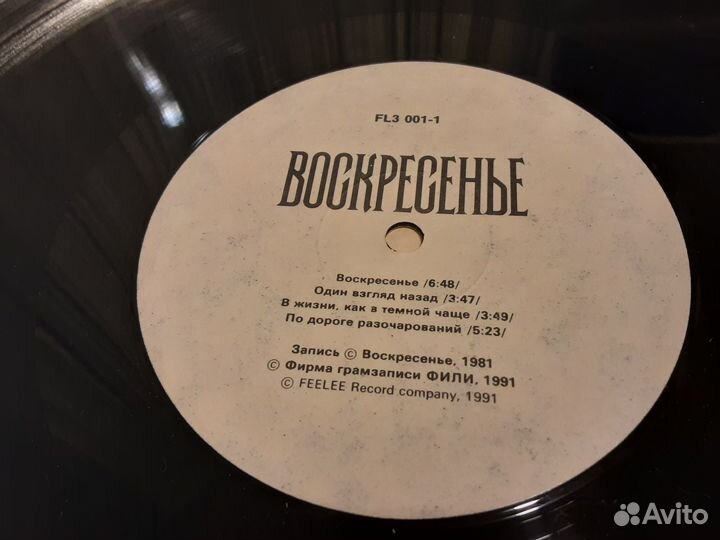 FL3 001-1
ВОСКРЕСЕНЬЕ
Воскресенье /6:48/
Один взгляд назад /3:47/
В жизни, как в темной чаще /3:49/
По дороге разочарований /5:23/
Запись © Воскресенье, 1981
© Фирма грамзаписи ФИЛИ, 1991
© FEELEE Record company, 1991
Avito